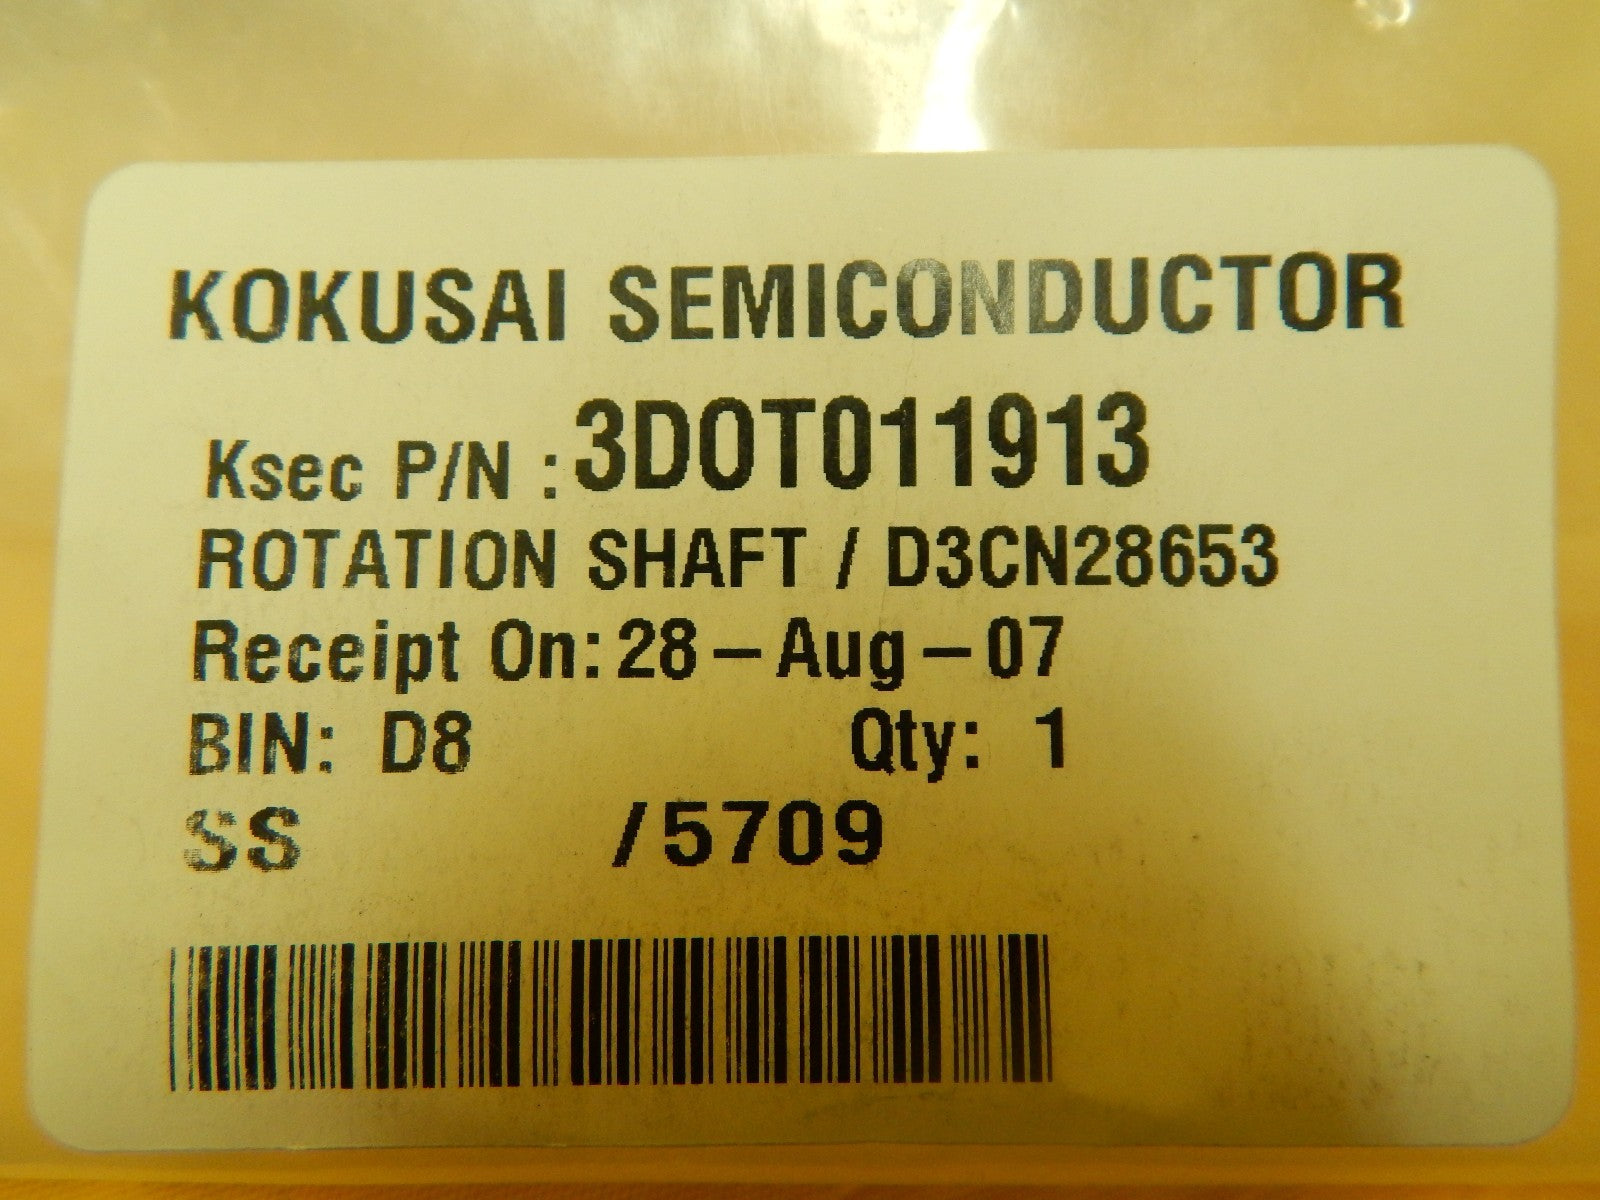 KOKUSAI SEMICONDUCTOR
Ksec P/N : 3D0T011913
ROTATION SHAFT / D3CN28653
Receipt On: 28-Aug-07
BIN: D8 Qty: 1
SS /5709